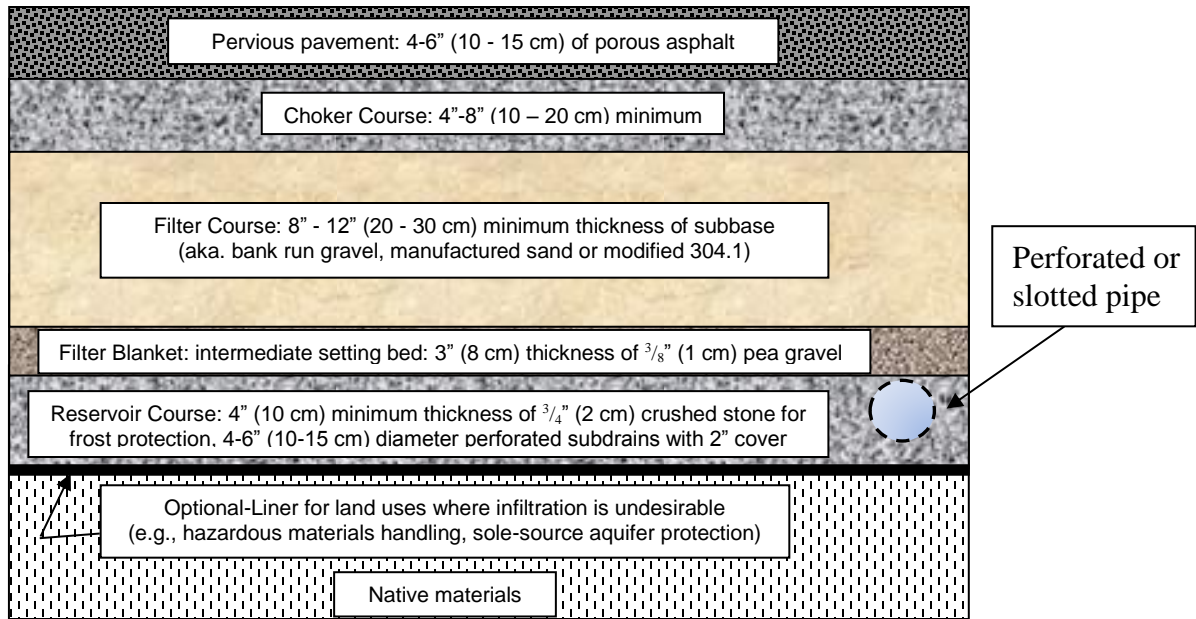 Pervious pavement: 4-6” (10 - 15 cm) of porous asphalt
Choker Course: 4”-8” (10 – 20 cm) minimum
Filter Course: 8” - 12” (20 - 30 cm) minimum thickness of subbase
(aka. bank run gravel, manufactured sand or modified 304.1)
Perforated or
slotted pipe
Filter Blanket: intermediate setting bed: 3” (8 cm) thickness of 3/8” (1 cm) pea gravel
Reservoir Course: 4” (10 cm) minimum thickness of 3/4” (2 cm) crushed stone for
frost protection, 4-6” (10-15 cm) diameter perforated subdrains with 2” cover
Optional-Liner for land uses where infiltration is undesirable
(e.g., hazardous materials handling, sole-source aquifer protection)
Native materials